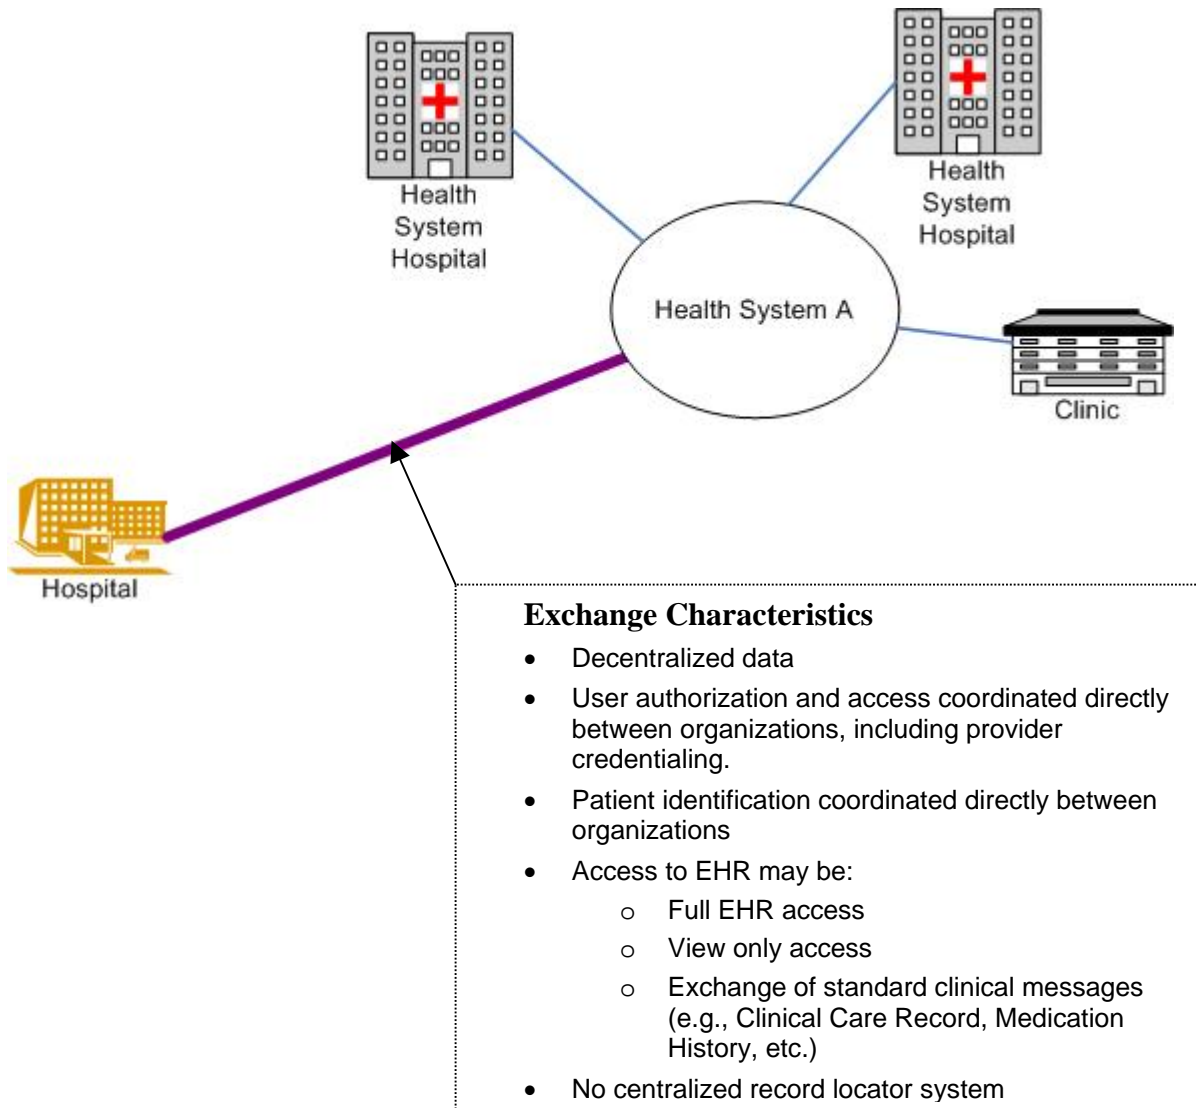 Health
System
Hospital
Health
System
Hospital
Health System A
Clinic
Hospital
Exchange Characteristics
• Decentralized data
• User authorization and access coordinated directly
between organizations, including provider
credentialing.
• Patient identification coordinated directly between
organizations
• Access to EHR may be:
o Full EHR access
o View only access
o Exchange of standard clinical messages
(e.g., Clinical Care Record, Medication
History, etc.)
• No centralized record locator system